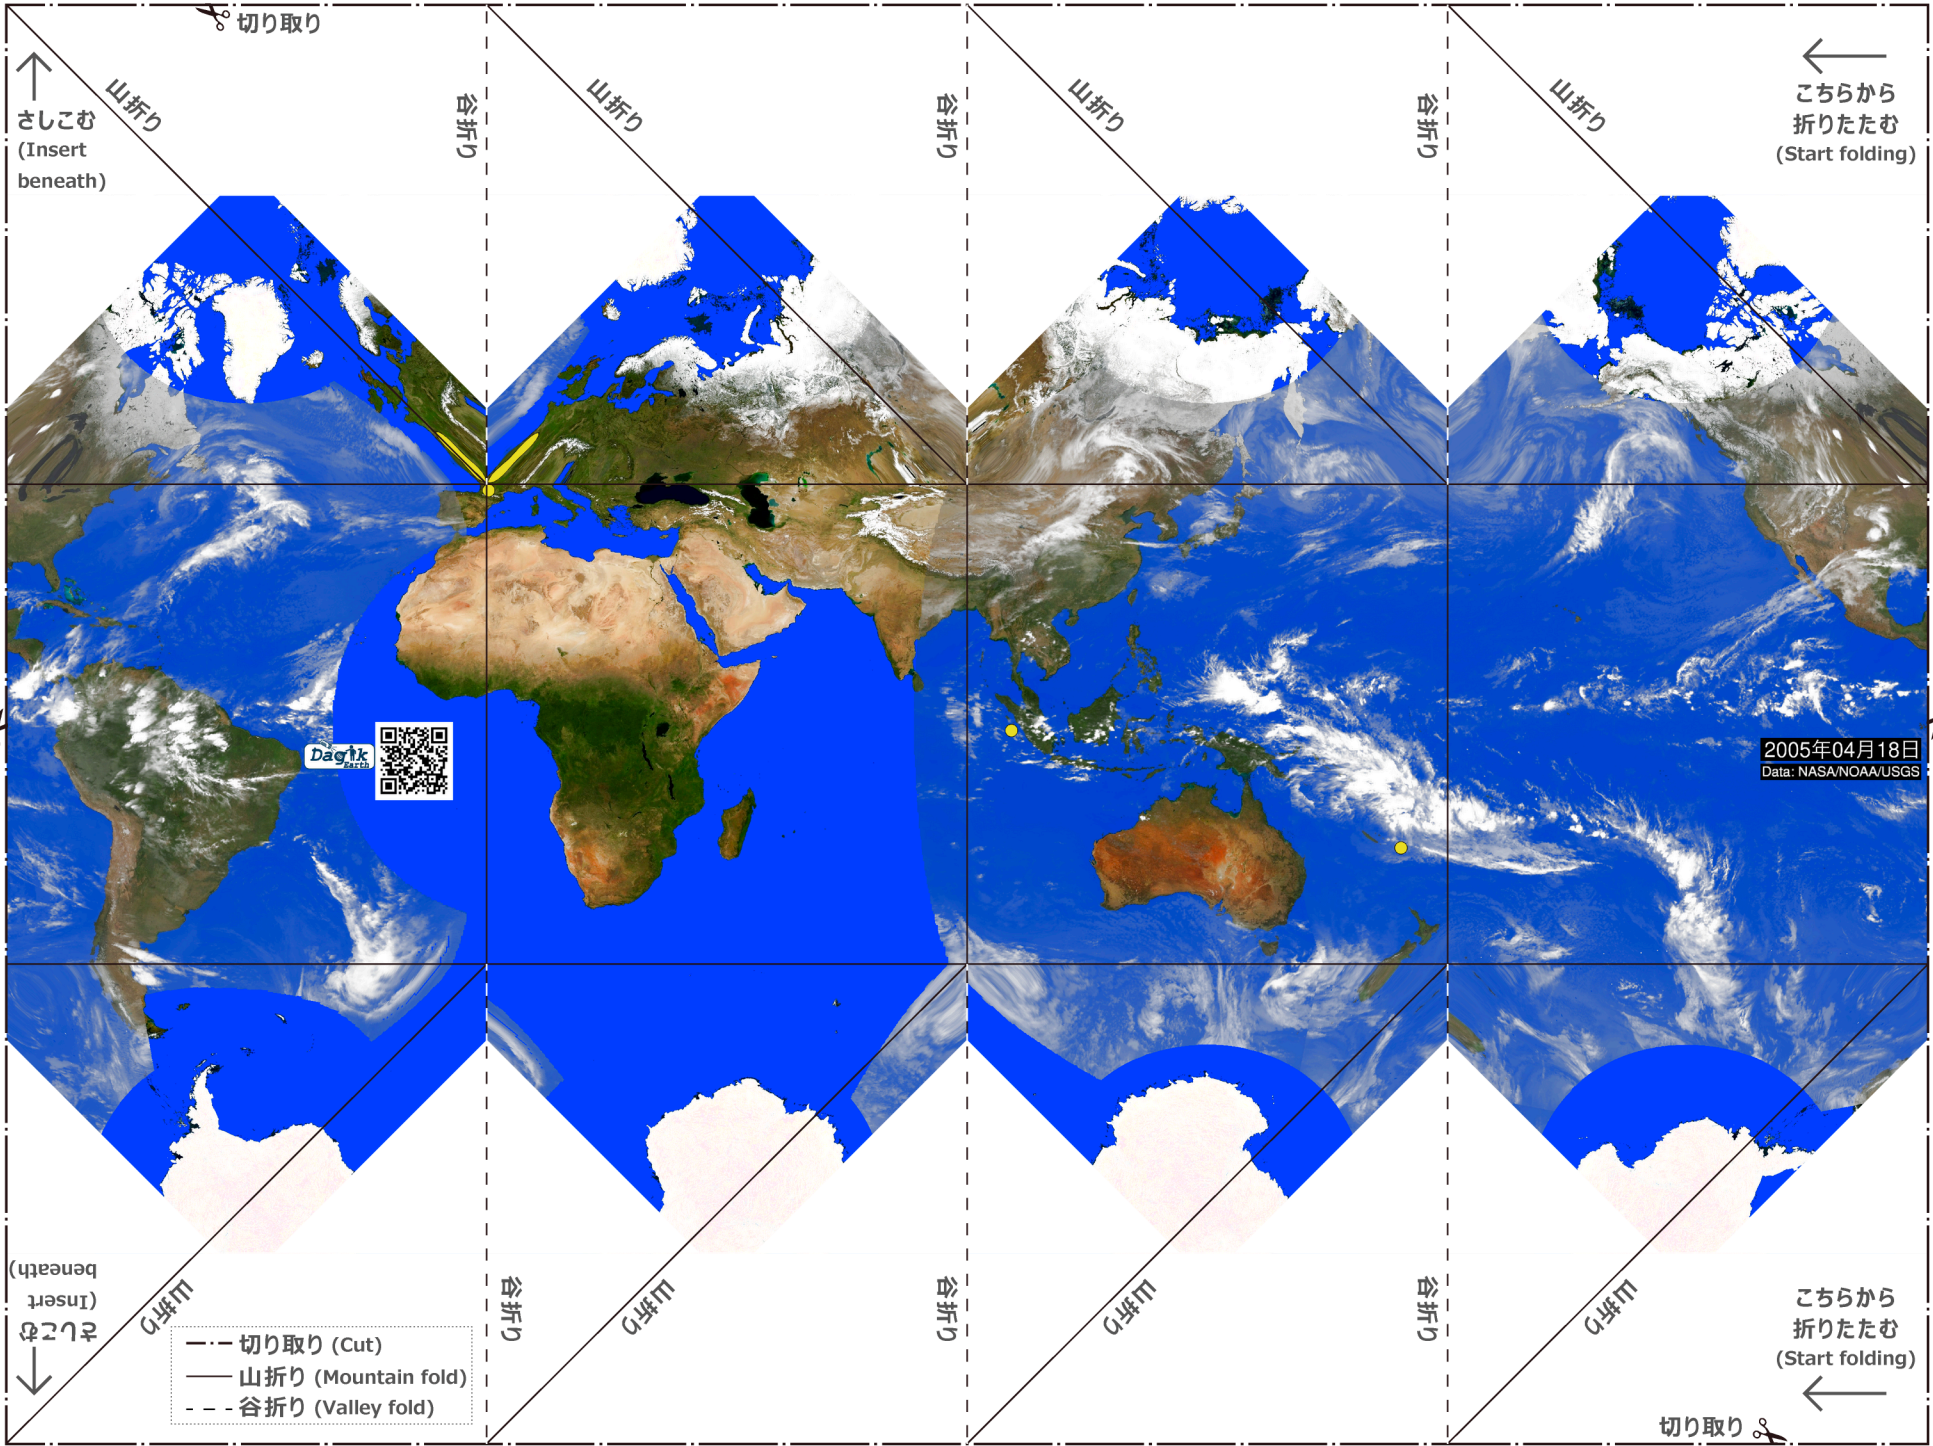 切り取り
さしこむ
(Insert
beneath)
山折り
谷折り
山折り
谷折り
山折り
谷折り
山折り
こちらから
折りたたむ
(Start folding)
Dagik
Earth
2005年04月18日
Data: NASA/NOAA/USGS
さしこむ
(Insert
beneath)
山折り
谷折り
山折り
谷折り
山折り
谷折り
山折り
こちらから
折りたたむ
(Start folding)
切り取り (Cut)
山折り (Mountain fold)
谷折り (Valley fold)
切り取り